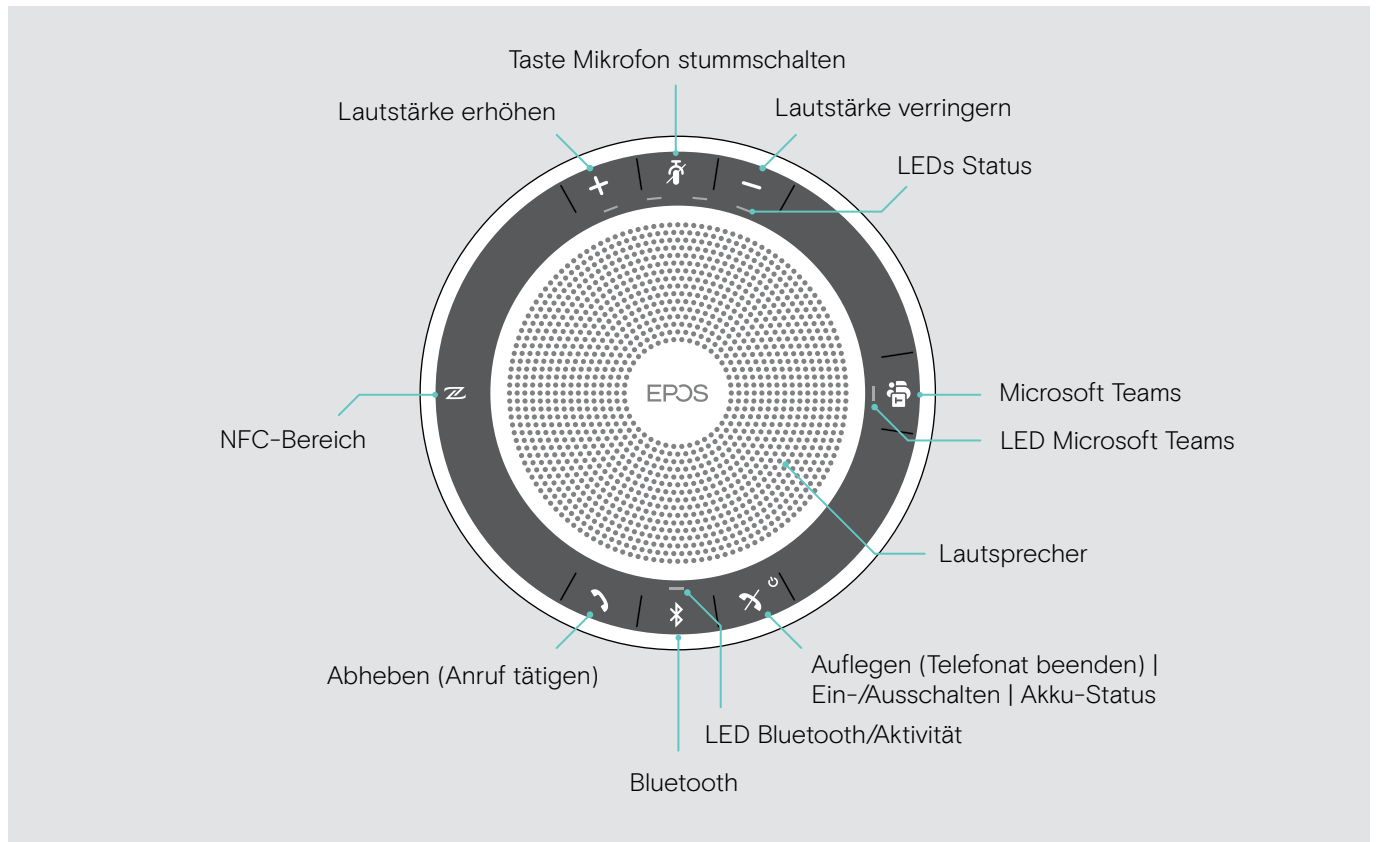 Taste Mikrofon stummschalten
Lautstärke erhöhen
Lautstärke verringern
LEDs Status
EPOS
Microsoft Teams
NFC-Bereich
LED Microsoft Teams
Lautsprecher
Abheben (Anruf tätigen)
Auflegen (Telefonat beenden) |
Ein-/Ausschalten | Akku-Status
LED Bluetooth/Aktivität
Bluetooth